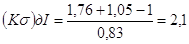 (Kσ)∂I = (1,76+1,05−1)/0,83 = 2,1